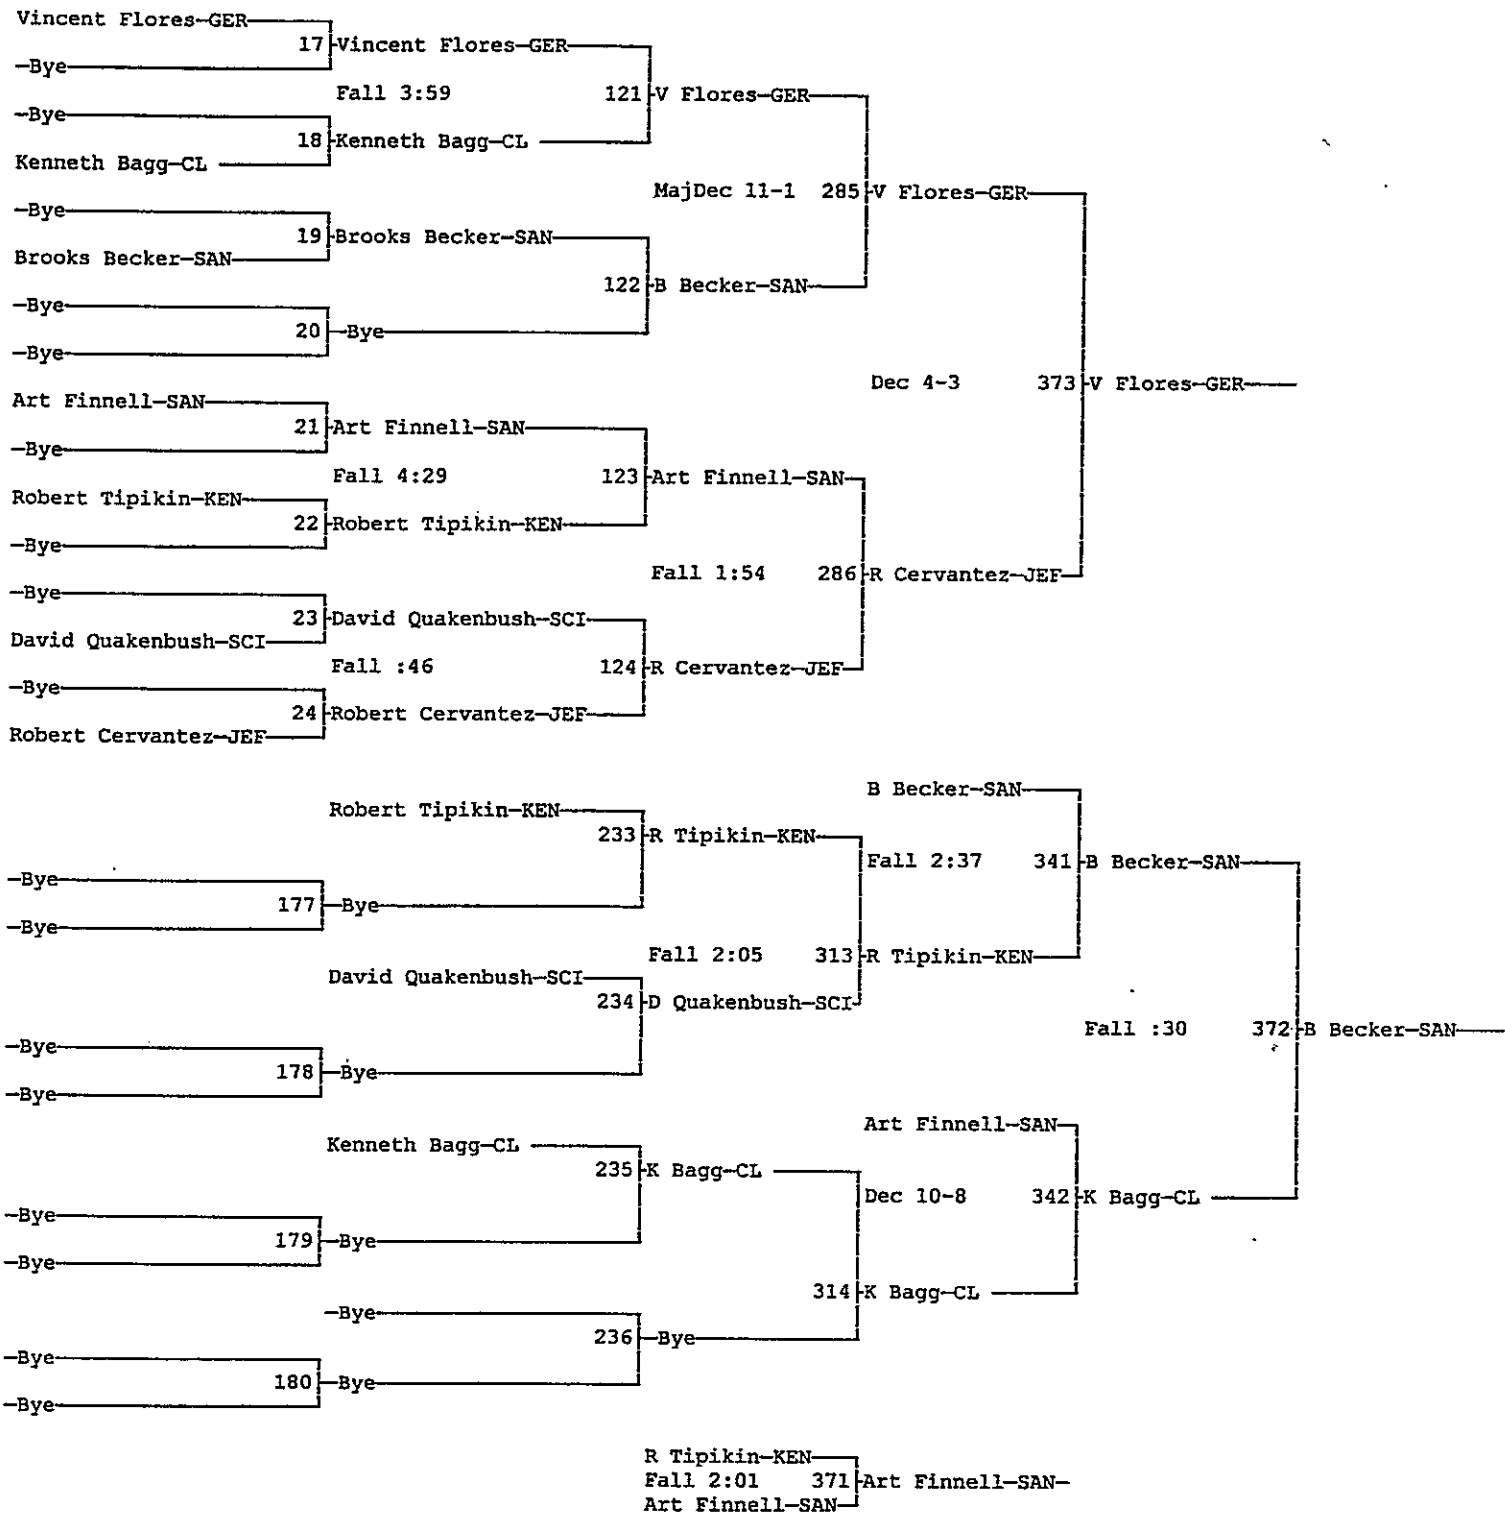 Vincent Flores-GER
17 Vincent Flores-GER
-Bye
Fall 3:59 121 V Flores-GER
-Bye
18 Kenneth Bagg-CL
Kenneth Bagg-CL
MajDec 11-1 285 V Flores-GER
-Bye
19 Brooks Becker-SAN
Brooks Becker-SAN
122 B Becker-SAN
-Bye
20 -Bye
-Bye
Dec 4-3 373 V Flores-GER
Art Finnell-SAN
21 Art Finnell-SAN
-Bye
Fall 4:29 123 Art Finnell-SAN
Robert Tipikin-KEN
22 Robert Tipikin-KEN
-Bye
Fall 1:54 286 R Cervantez-JEF
-Bye
23 David Quakenbush-SCI
David Quakenbush-SCI
Fall :46 124 R Cervantez-JEF
-Bye
24 Robert Cervantez-JEF
Robert Cervantez-JEF
B Becker-SAN
Robert Tipikin-KEN
233 R Tipikin-KEN
Fall 2:37 341 B Becker-SAN
-Bye
177 -Bye
-Bye
Fall 2:05 313 R Tipikin-KEN
David Quakenbush-SCI
234 D Quakenbush-SCI
Fall :30 372 B Becker-SAN
-Bye
178 -Bye
-Bye
Art Finnell-SAN
Kenneth Bagg-CL
235 K Bagg-CL
Dec 10-8 342 K Bagg-CL
-Bye
179 -Bye
-Bye
314 K Bagg-CL
-Bye
236 -Bye
-Bye
180 -Bye
-Bye
R Tipikin-KEN
Fall 2:01 371 Art Finnell-SAN-
Art Finnell-SAN